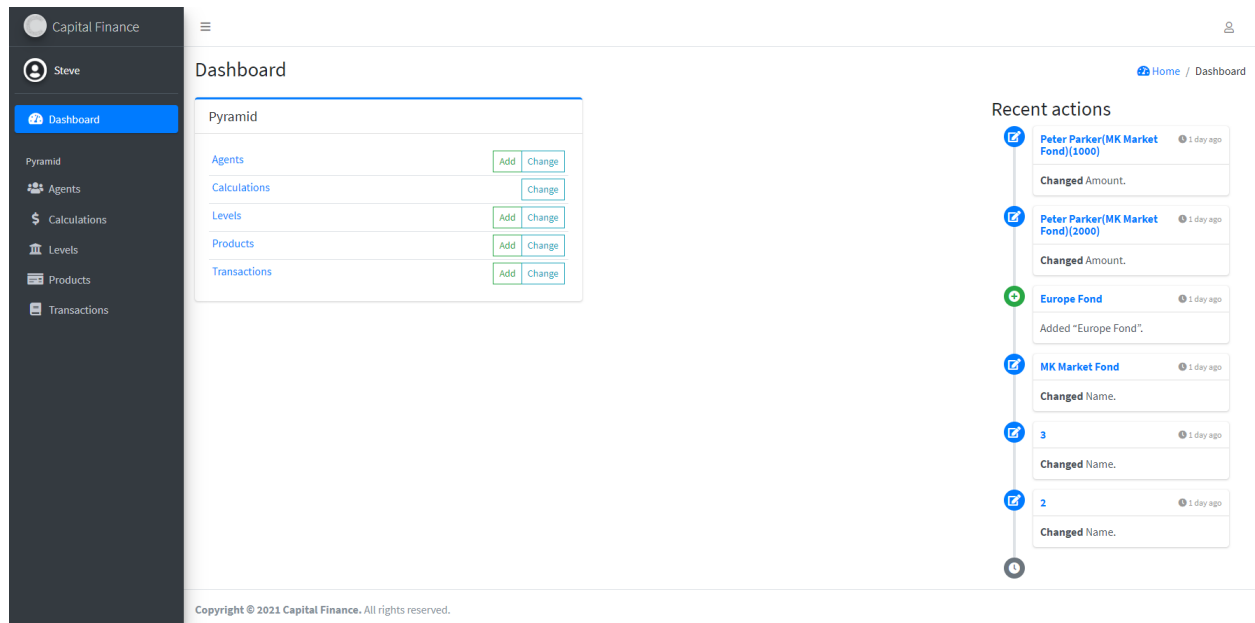 Capital Finance
Steve
Dashboard
Pyramid
Agents
Calculations
Levels
Products
Transactions
Dashboard
Home / Dashboard
Pyramid
Agents Add Change
Calculations Change
Levels Add Change
Products Add Change
Transactions Add Change
Recent actions
Peter Parker(MK Market 1 day ago
Fond)(1000)
Changed Amount.
Peter Parker(MK Market 1 day ago
Fond)(2000)
Changed Amount.
Europe Fond 1 day ago
Added “Europe Fond”.
MK Market Fond 1 day ago
Changed Name.
3 1 day ago
Changed Name.
2 1 day ago
Changed Name.
Copyright © 2021 Capital Finance. All rights reserved.